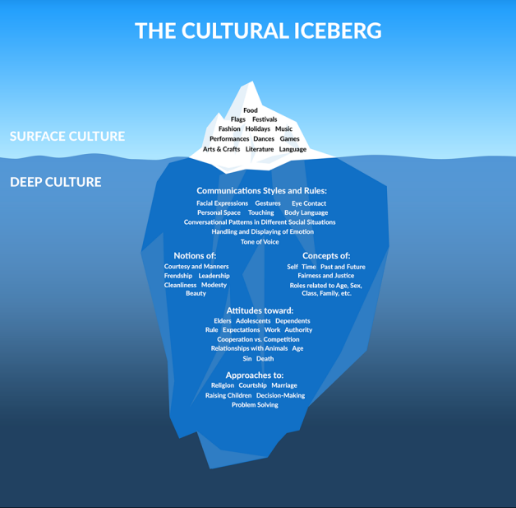 THE CULTURAL ICEBERG
Food
Flags Festivals
Fashion Holidays Music
Performances Dances Games
Arts & Crafts Literature Language
SURFACE CULTURE
DEEP CULTURE
Communications Styles and Rules:
Facial Expressions Gestures Eye Contact
Personal Space Touching Body Language
Conversational Patterns in Different Social Situations
Handling and Displaying of Emotion
Tone of Voice
Notions of:
Courtesy and Manners
Frendship Leadership
Cleanliness Modesty
Beauty
Concepts of:
Self Time Past and Future
Fairness and Justice
Roles related to Age, Sex,
Class, Family, etc.
Attitudes toward:
Elders Adolescents Dependents
Rule Expectations Work Authority
Cooperation vs. Competition
Relationships with Animals Age
Sin Death
Approaches to:
Religion Courtship Marriage
Raising Children Decision-Making
Problem Solving